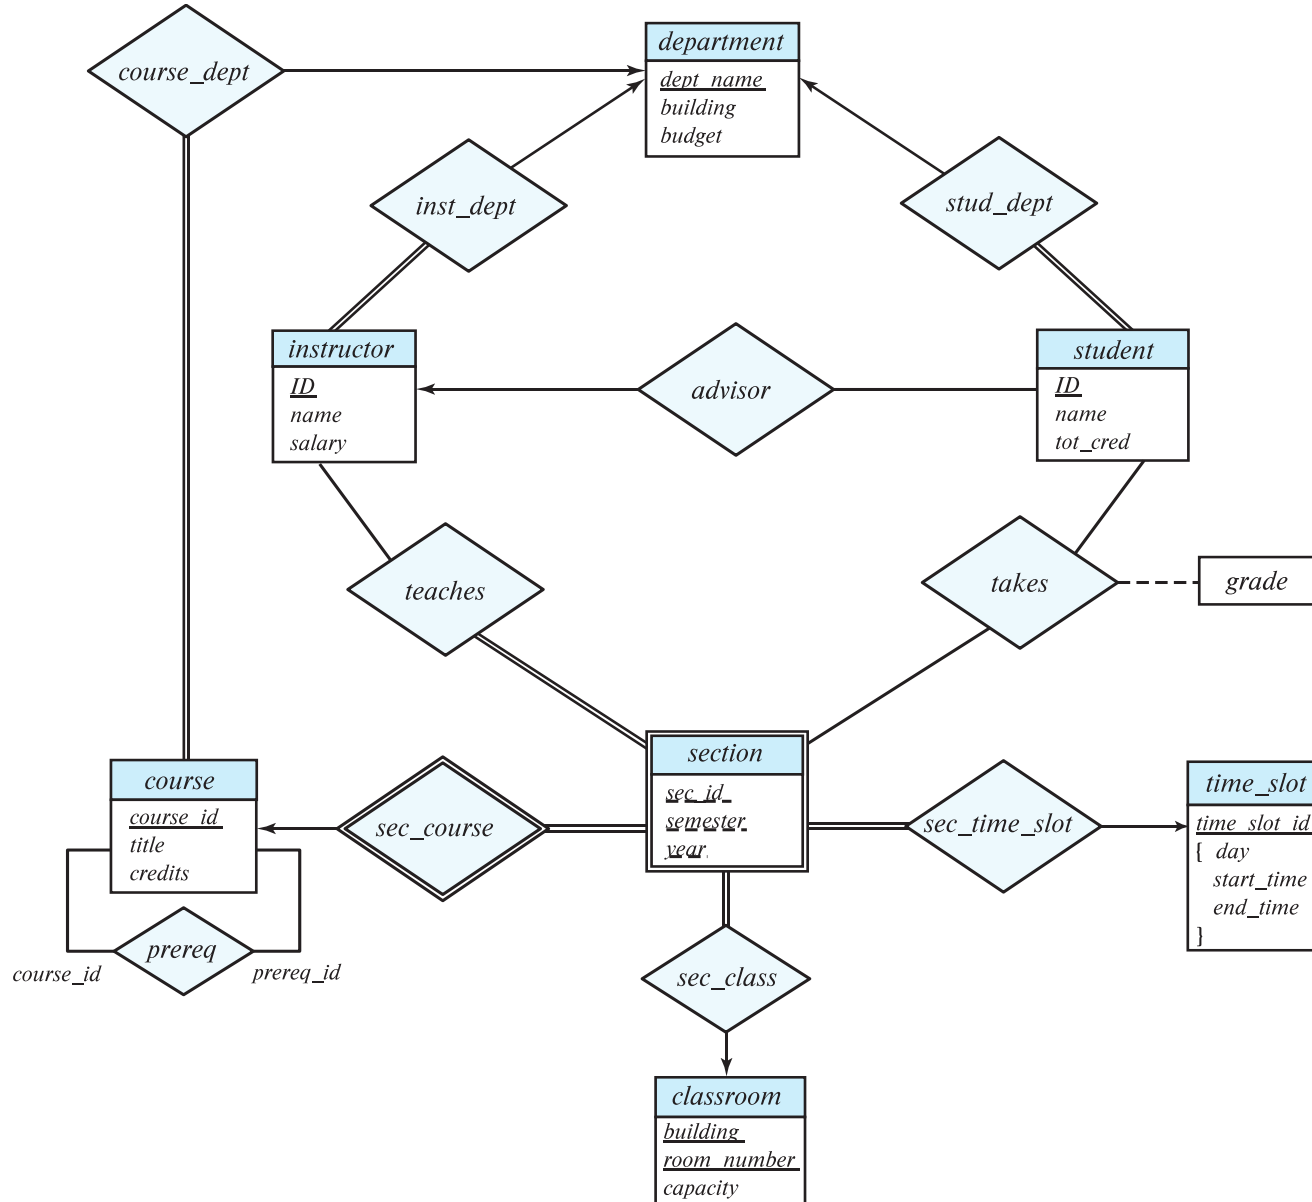 department
dept_name
building
budget
course_dept
inst_dept
stud_dept
instructor
ID
name
salary
advisor
student
ID
name
tot_cred
teaches
takes
grade
section
sec_id
semester
year
course
course_id
title
credits
sec_course
sec_time_slot
time_slot
time_slot_id
{ day
start_time
end_time
}
prereq
course_id
prereq_id
sec_class
classroom
building
room_number
capacity